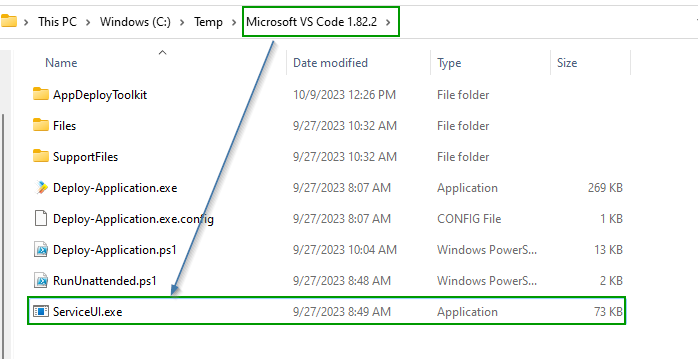 This PC > Windows (C:) > Temp > Microsoft VS Code 1.82.2 >
Name Date modified Type Size
AppDeployToolkit 10/9/2023 12:26 PM File folder
Files 9/27/2023 10:32 AM File folder
SupportFiles 9/27/2023 10:32 AM File folder
Deploy-Application.exe 9/27/2023 8:07 AM Application 269 KB
Deploy-Application.exe.config 9/27/2023 8:07 AM CONFIG File 1 KB
Deploy-Application.ps1 9/27/2023 10:04 AM Windows PowerS... 13 KB
RunUnattended.ps1 9/27/2023 8:48 AM Windows PowerS... 2 KB
ServiceUI.exe 9/27/2023 8:49 AM Application 73 KB